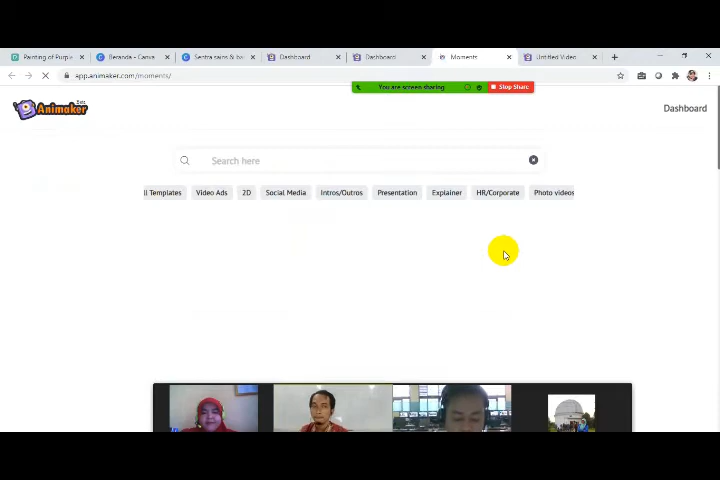 Painting of Purpl
Beranda - Canva
Sentra sains & ba
Dashboard
Dashboard
Moments
Untitled Video
app.animaker.com/moments/
You are screen sharing
Stop Share
Animaker
Dashboard
Search here
ll Templates
Video Ads
2D
Social Media
Intros/Outros
Presentation
Explainer
HR/Corporate
Photo videos